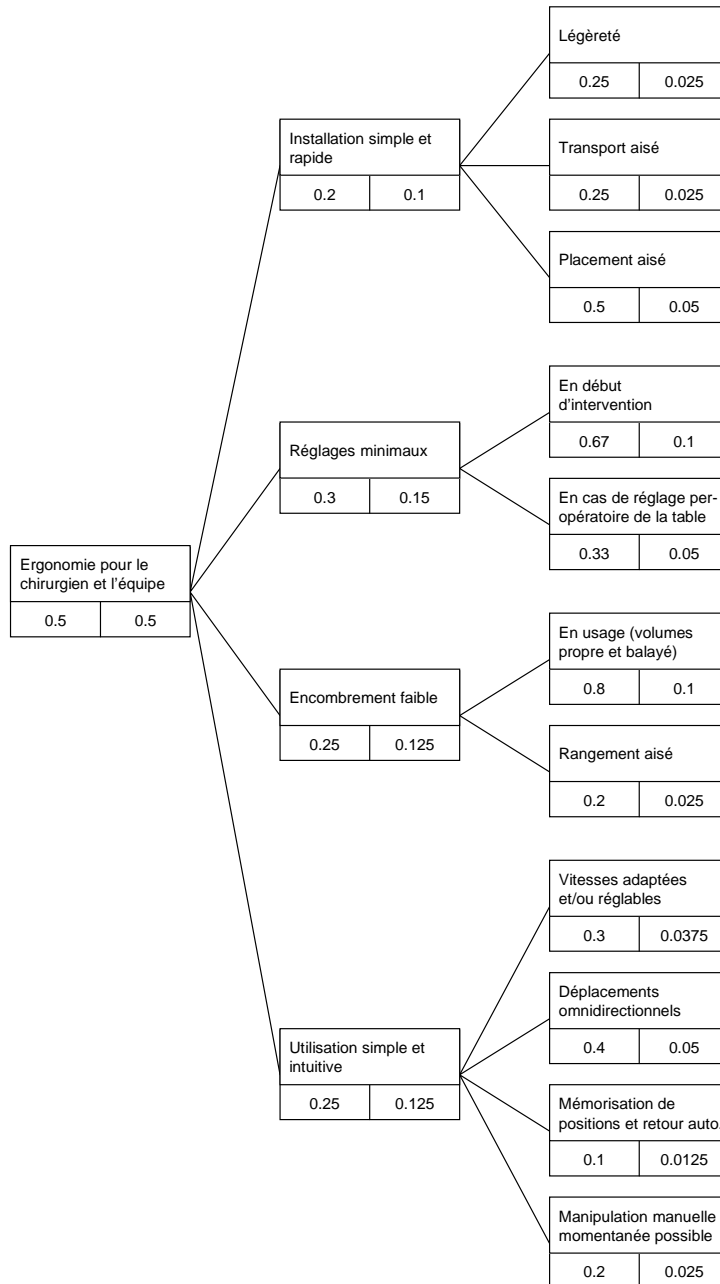 Légèreté
0.25 0.025
Installation simple et
rapide
0.2 0.1
Transport aisé
0.25 0.025
Placement aisé
0.5 0.05
En début
d'intervention
0.67 0.1
Réglages minimaux
0.3 0.15
En cas de réglage per-
opératoire de la table
0.33 0.05
Ergonomie pour le
chirurgien et l'équipe
0.5 0.5
En usage (volumes
propre et balayé)
0.8 0.1
Encombrement faible
0.25 0.125
Rangement aisé
0.2 0.025
Vitesses adaptées
et/ou réglables
0.3 0.0375
Déplacements
omnidirectionnels
0.4 0.05
Utilisation simple et
intuitive
0.25 0.125
Mémorisation de
positions et retour auto.
0.1 0.0125
Manipulation manuelle
momentanée possible
0.2 0.025